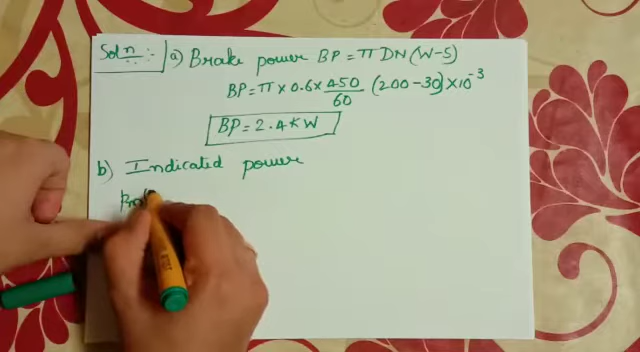 Soln :- a) Brake power BP = π DN (W-S)
BP = π × 0.6 × 450/60 (200-30) × 10⁻³
BP = 2.4 KW
b) Indicated power